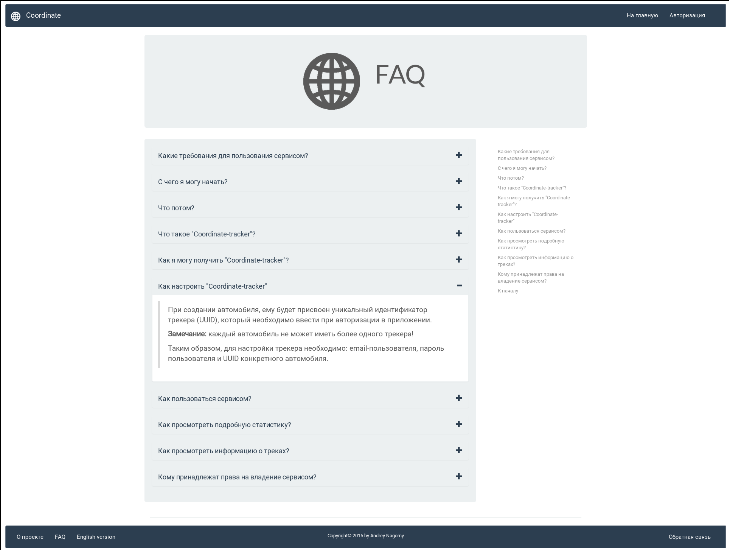 Coordinate
На главную
Авторизация
FAQ
Какие требования для пользования сервисом?
С чего я могу начать?
Что потом?
Что такое "Coordinate-tracker"?
Как я могу получить "Coordinate-tracker"?
Как настроить "Coordinate-tracker"
При создании автомобиля, ему будет присвоен уникальный идентификатор
трекера (UUID), который необходимо ввести при авторизации в приложении
Замечание: каждый автомобиль не может иметь более одного трекера!
Таким образом, для настройки трекера необходимо: email-пользователя, пароль
пользователя и UUID конкретного автомобиля.
Как пользоваться сервисом?
Как просмотреть подробную статистику?
Как просмотреть информацию о треках?
Кому принадлежат права на владение сервисом?
Какие требования для
пользования сервисом?
С чего я могу начать?
Что потом?
Что такое "Coordinate-tracker"?
Как я могу получить "Coordinate-
tracker"?
Как настроить "Coordinate-
tracker"
Как пользоваться сервисом?
Как просмотреть подробную
статистику?
Как просмотреть информацию о
треках?
Кому принадлежат права на
владение сервисом?
К началу
О проекте
FAQ
English version
Copyright© by Andrey
Обратная связь